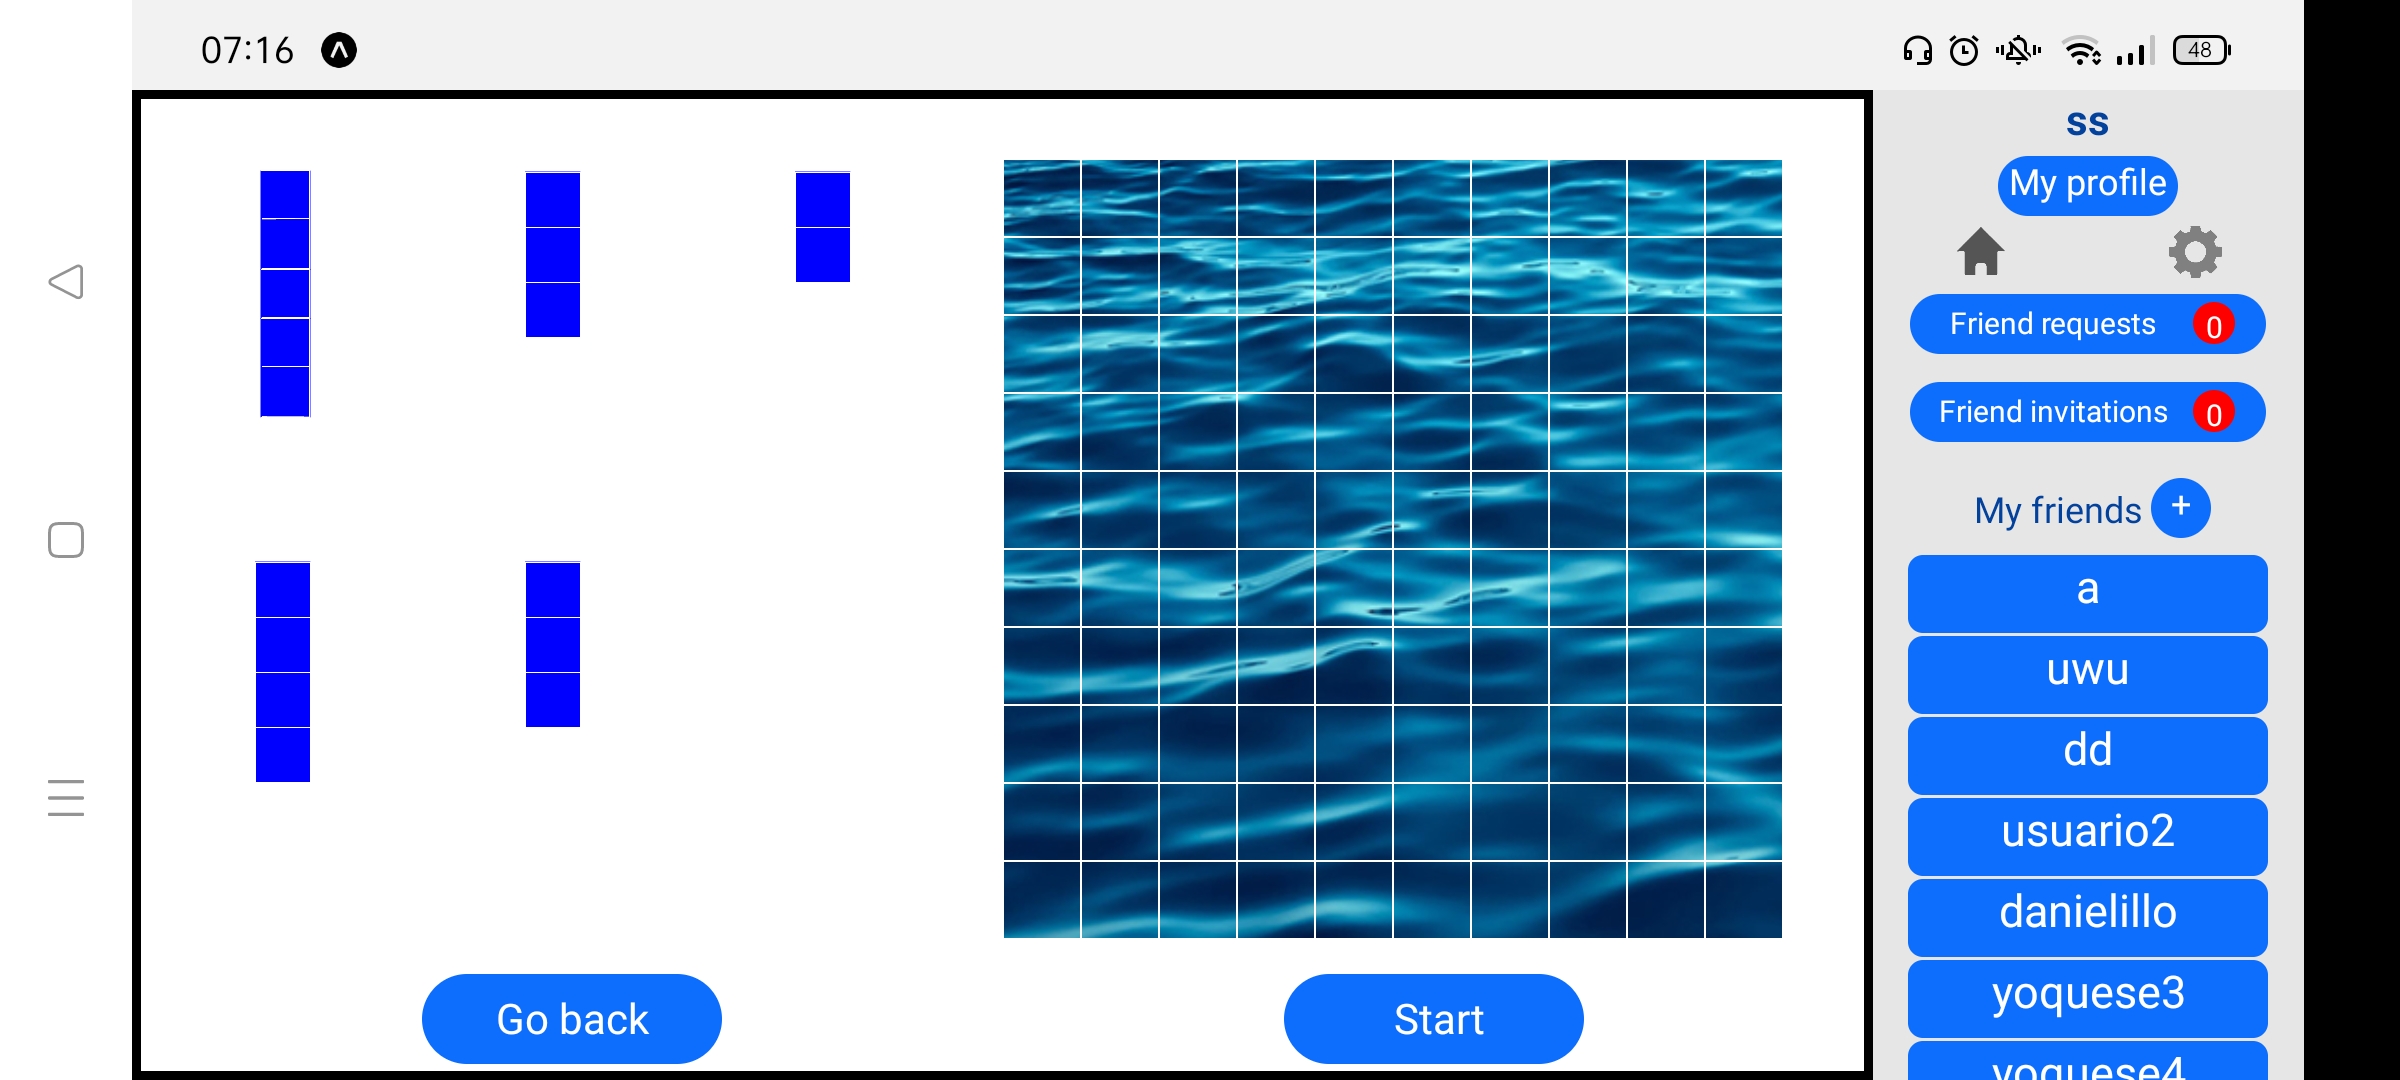 07:16
48
ss
My profile
Friend requests 0
Friend invitations 0
My friends +
a
uwu
dd
usuario2
danielillo
yoquese3
yoquese4
Go back
Start